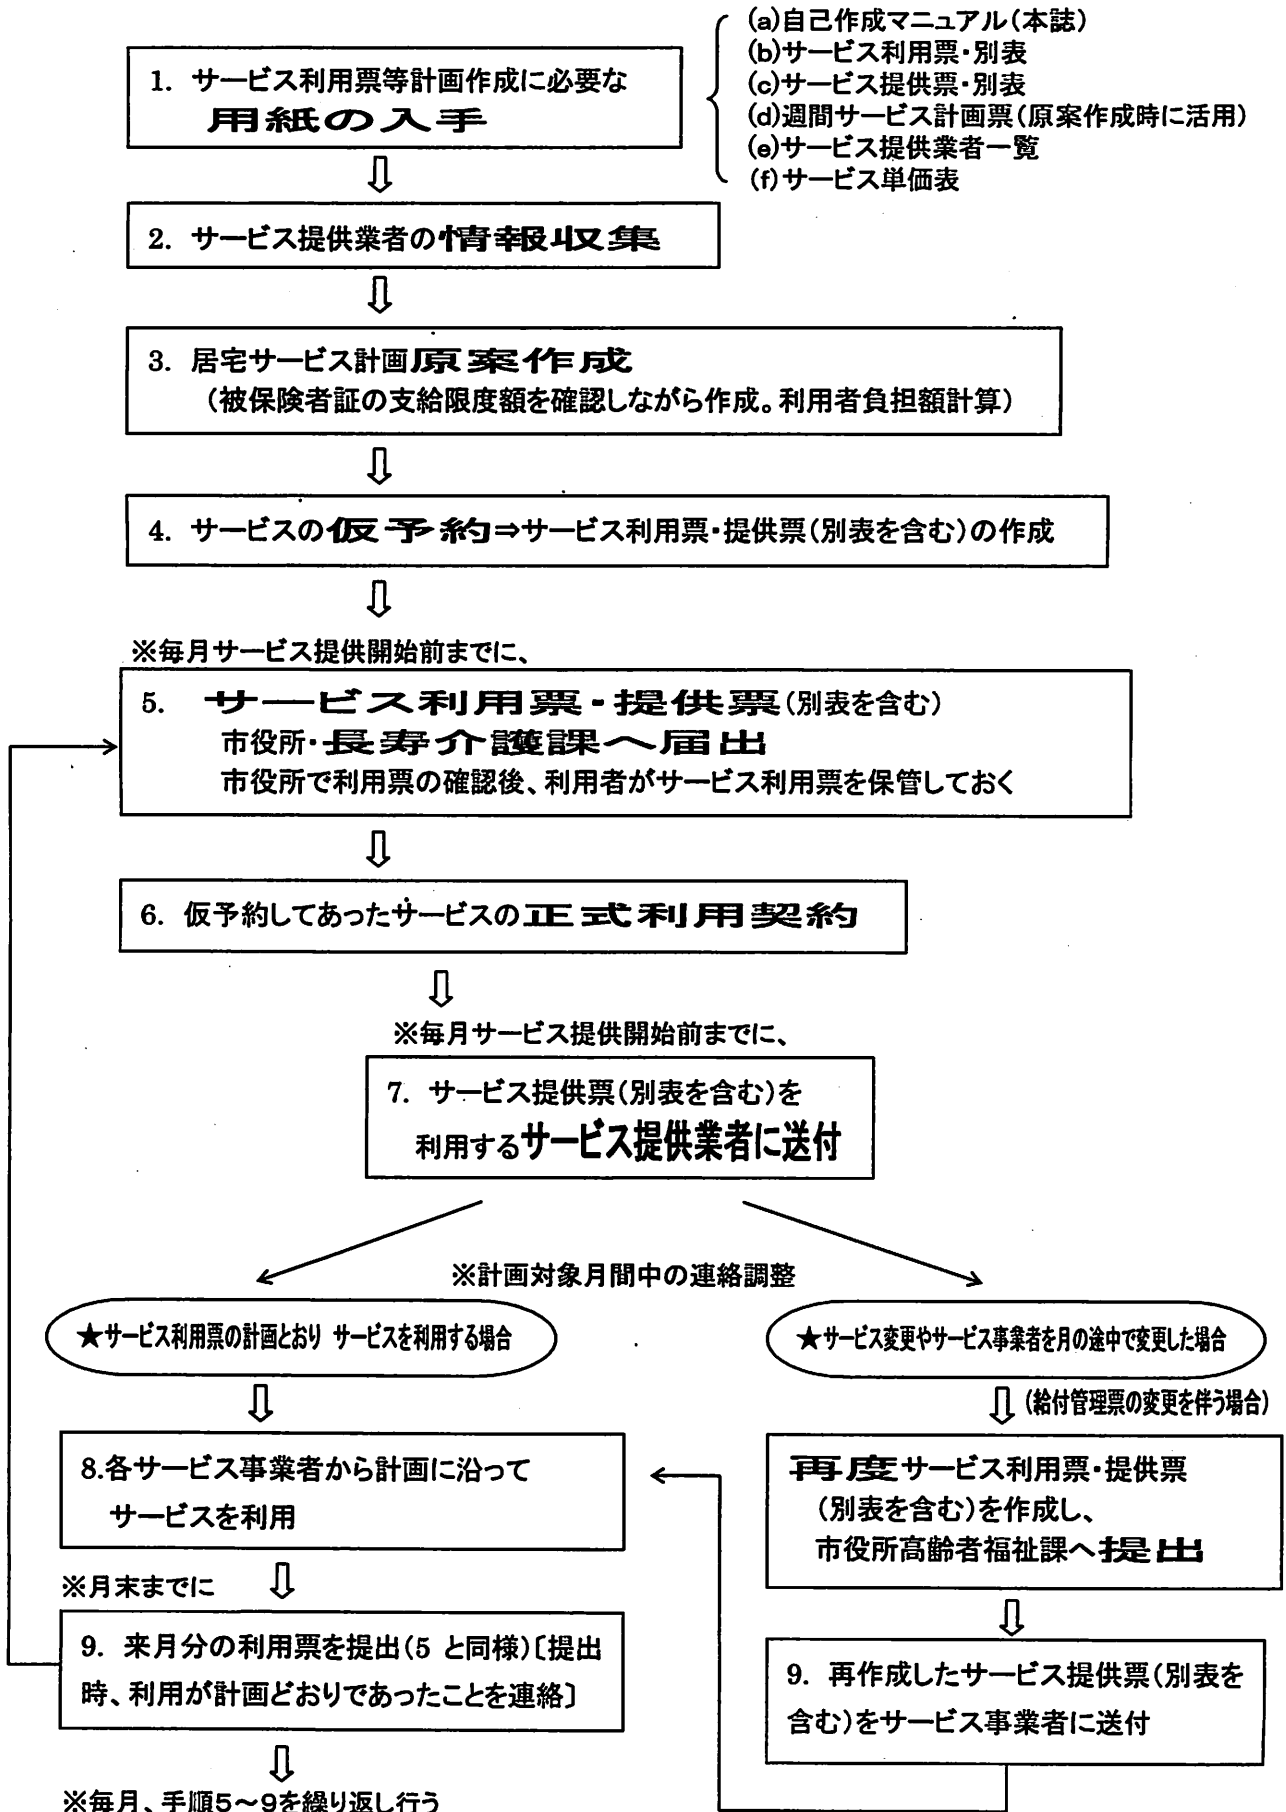 1. サービス利用票等計画作成に必要な
用紙の入手
(a)自己作成マニュアル(本誌)
(b)サービス利用票・別表
(c)サービス提供票・別表
(d)週間サービス計画票(原案作成時に活用)
(e)サービス提供業者一覧
(f)サービス単価表
2. サービス提供業者の情報収集
3. 居宅サービス計画原案作成
(被保険者証の支給限度額を確認しながら作成。利用者負担額計算)
4. サービスの仮予約⇒サービス利用票・提供票(別表を含む)の作成
※毎月サービス提供開始前までに、
5. サービス利用票・提供票(別表を含む)
市役所・長寿介護課へ届出
市役所で利用票の確認後、利用者がサービス利用票を保管しておく
6. 仮予約してあったサービスの正式利用契約
※毎月サービス提供開始前までに、
7. サービス提供票(別表を含む)を
利用するサービス提供業者に送付
※計画対象月間中の連絡調整
★サービス利用票の計画とおり サービスを利用する場合
8.各サービス事業者から計画に沿って
サービスを利用
※月末までに
9. 来月分の利用票を提出(5 と同様)〔提出
時、利用が計画どおりであったことを連絡〕
※毎月、手順5～9を繰り返し行う
★サービス変更やサービス事業者を月の途中で変更した場合
(給付管理票の変更を伴う場合)
再度サービス利用票・提供票
(別表を含む)を作成し、
市役所高齢者福祉課へ提出
9. 再作成したサービス提供票(別表を
含む)をサービス事業者に送付